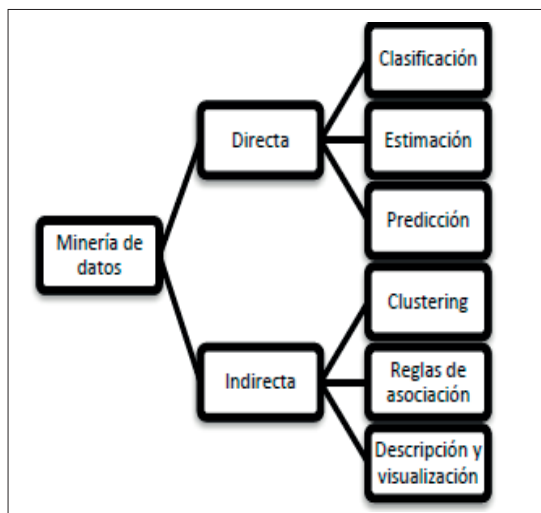 Clasificación
Directa
Estimación
Predicción
Minería de
datos
Clustering
Indirecta
Reglas de
asociación
Descripción y
visualización